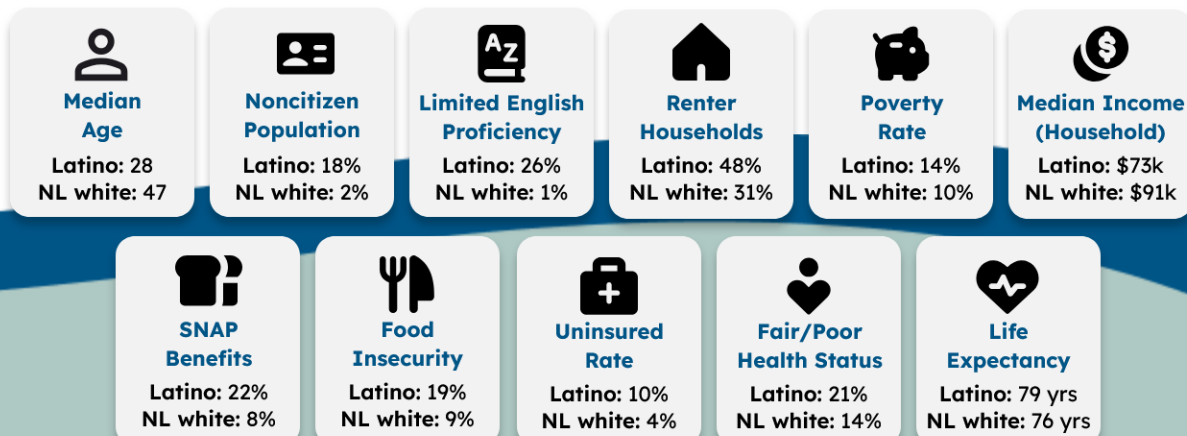 AZ
Median
Age
Latino: 28
NL white: 47
Noncitizen
Population
Latino: 18%
NL white: 2%
Limited English
Proficiency
Latino: 26%
NL white: 1%
Renter
Households
Latino: 48%
NL white: 31%
Poverty
Rate
Latino: 14%
NL white: 10%
$
Median Income
(Household)
Latino: $73k
NL white: $91k
SNAP
Benefits
Latino: 22%
NL white: 8%
Food
Insecurity
Latino: 19%
NL white: 9%
Uninsured
Rate
Latino: 10%
NL white: 4%
Fair/Poor
Health Status
Latino: 21%
NL white: 14%
Life
Expectancy
Latino: 79 yrs
NL white: 76 yrs